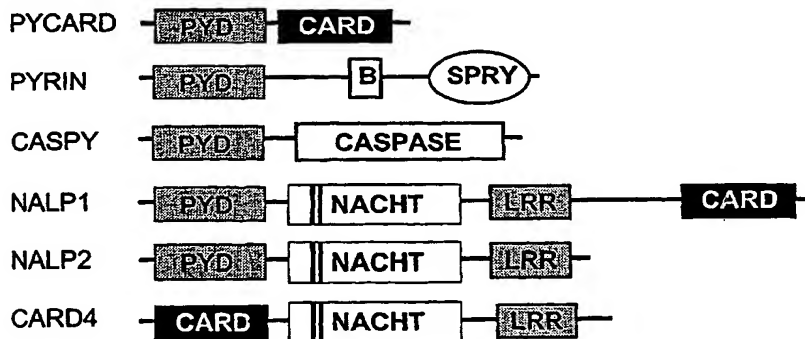 PYCARD PYD CARD
PYRIN PYD B SPRY
CASPY PYD CASPASE
NALP1 PYD NACHT LRR CARD
NALP2 PYD NACHT LRR
CARD4 CARD NACHT LRR